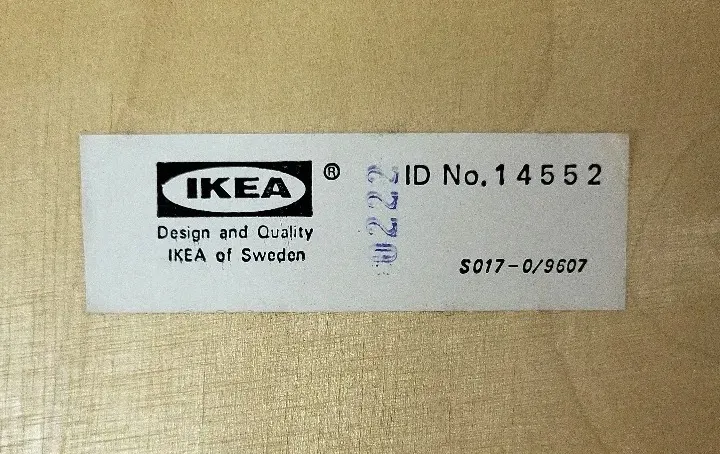 IKEA®
Design and Quality
IKEA of Sweden
0222
ID No. 14552
S017-0/9607